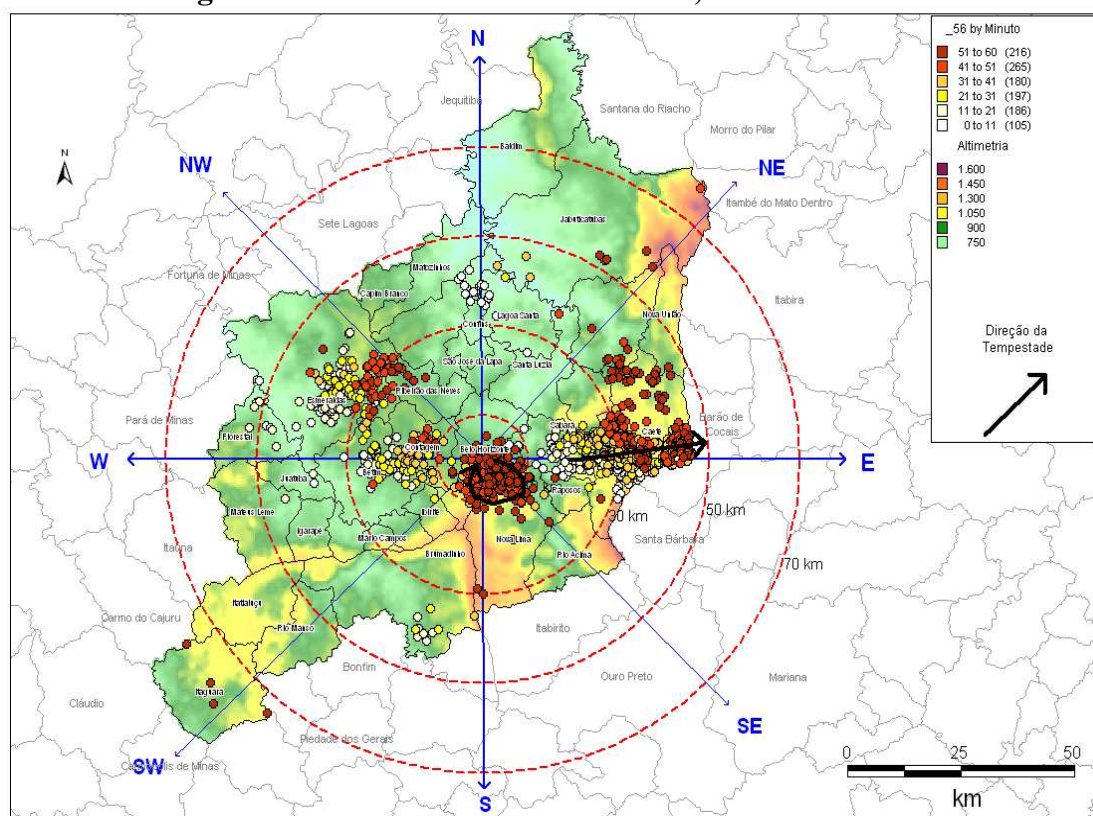 N
Jequitibá
Santana do Riacho
Morro do Pilar
Baldim
N
NW
NE
Itambé do Mato Dentro
Sete Lagoas
Jaboticatubas
Matozinhos
Fortuna de Minas
Capim Branco
Itabira
Lagoa Santa
Nova União
Confins
São José da Lapa
Santa Luzia
Ribeirão das Neves
Esmeraldas
Pará de Minas
Barão de
Cocais
Florestal
Sabará
Caeté
Contagem
Belo Horizonte
W
E
Betim
Juatuba
Raposos
Mateus Leme
Ibirité
30 km
50 km
Igarapé
Mário Campos
Nova Lima
Santa Bárbara
Itaúna
Brumadinho
Rio Acima
70 km
Itatiaiuçu
Carmo do Cajuru
Rio Manso
Itabirito
Bonfim
Ouro Preto
Mariana
Itaguara
Cláudio
SE
Piedade dos Gerais
SW
S
_56 by Minuto
51 to 60 (216)
41 to 51 (265)
31 to 41 (180)
21 to 31 (197)
11 to 21 (186)
0 to 11 (105)
Altimetria
1.600
1.450
1.300
1.050
900
750
Direção da
Tempestade
0 25 50
km